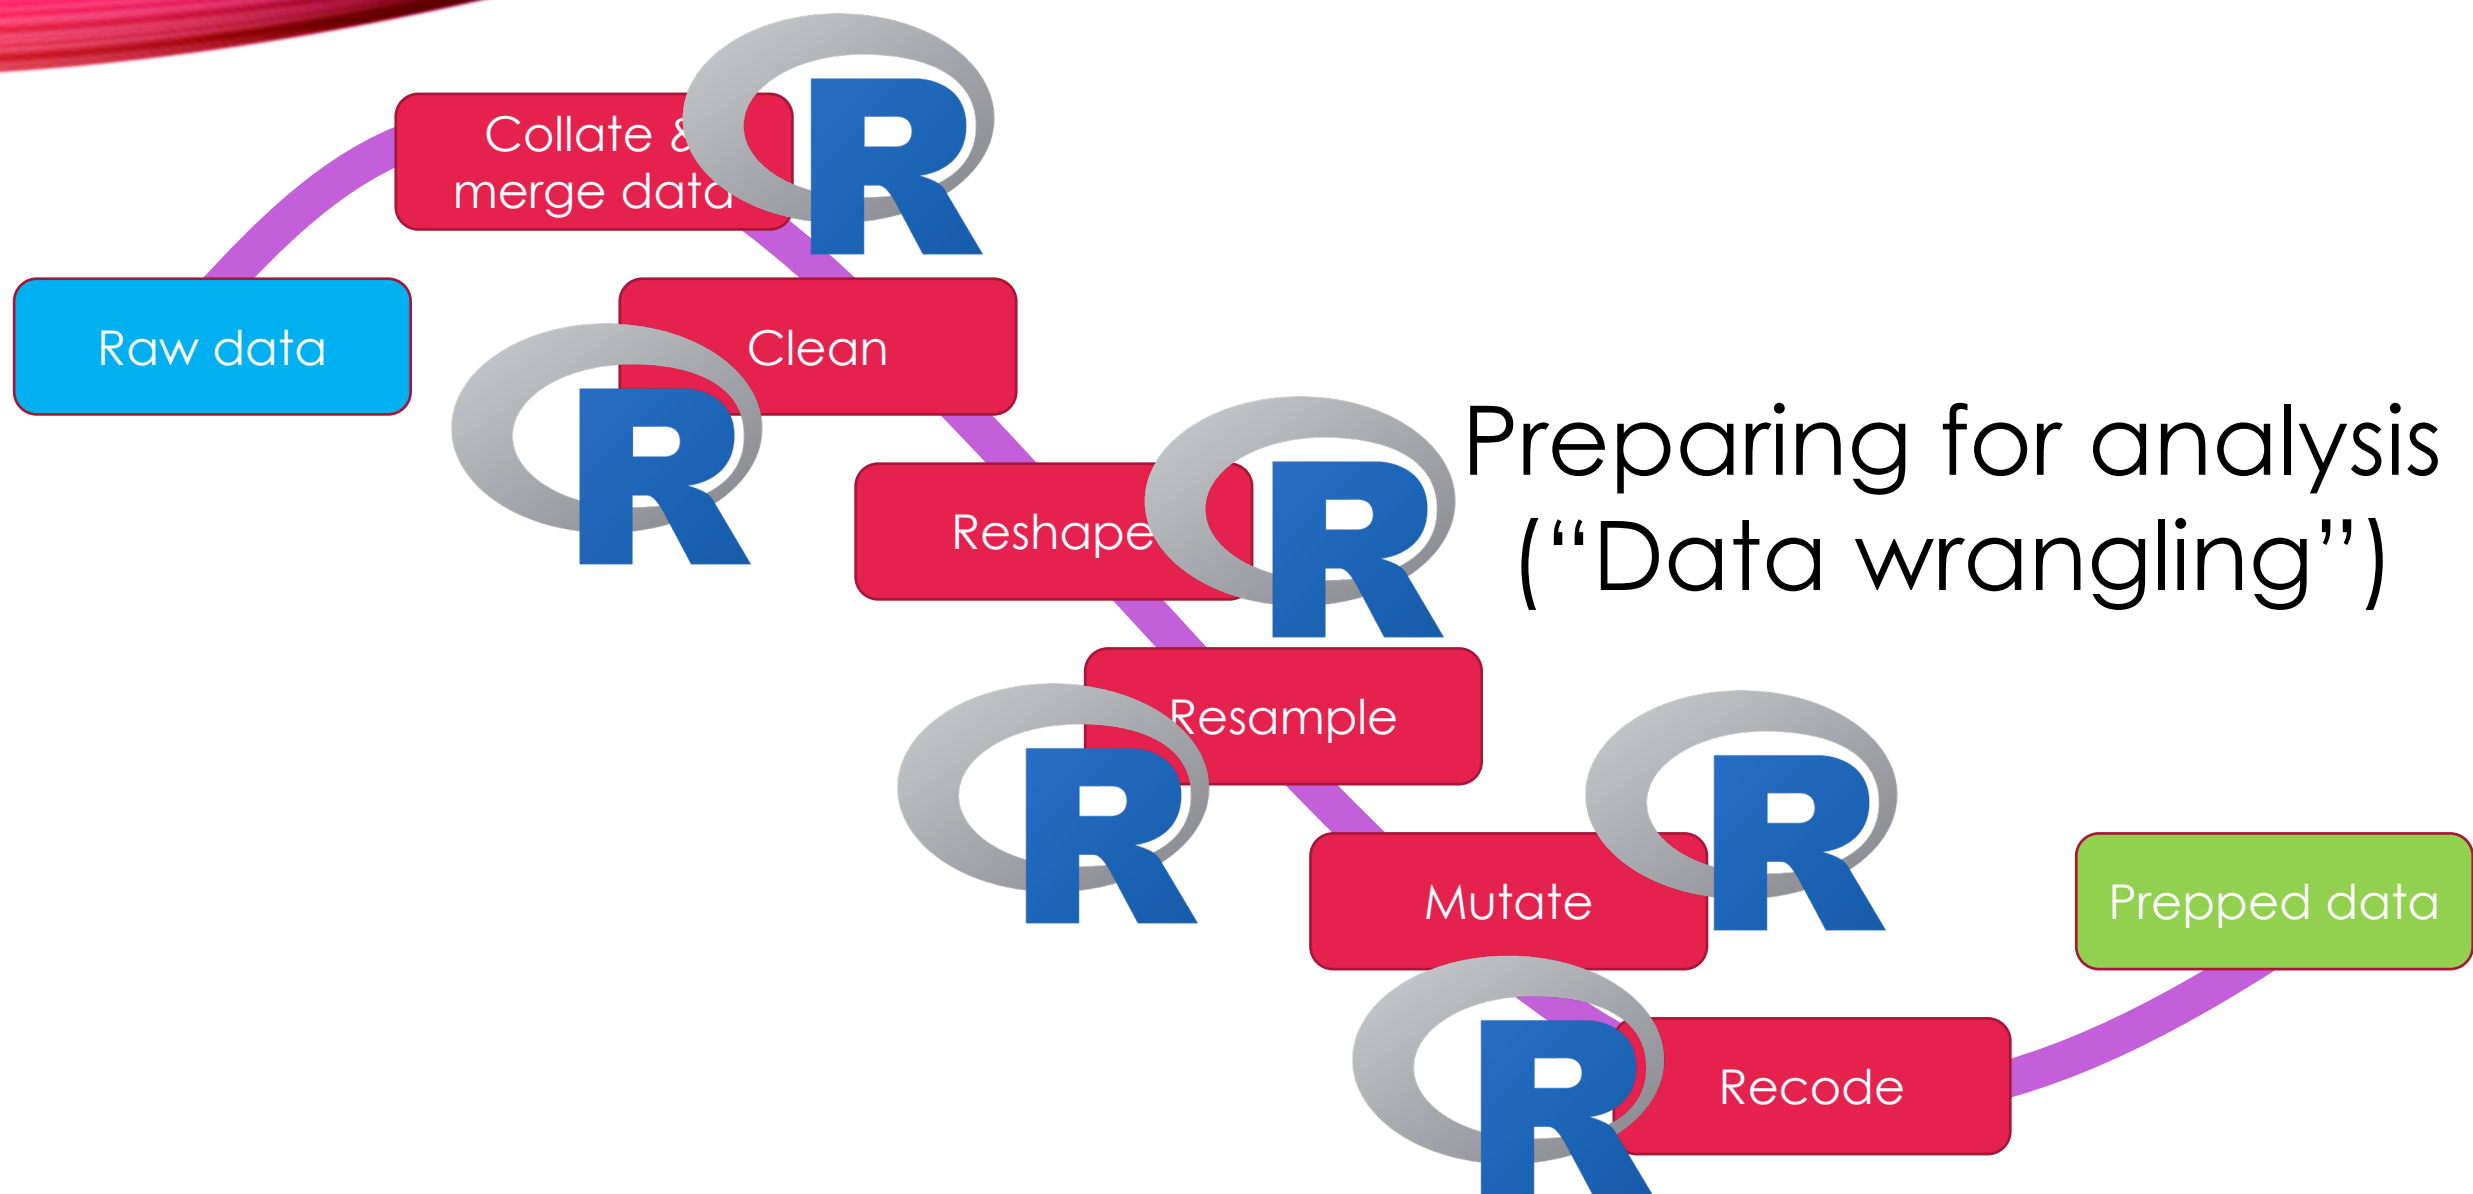 Collate &
merge data
Raw data
Clean
Reshape
Resample
Mutate
Recode
Prepped data
Preparing for analysis
(“Data wrangling”)
R
R
R
R
R
R